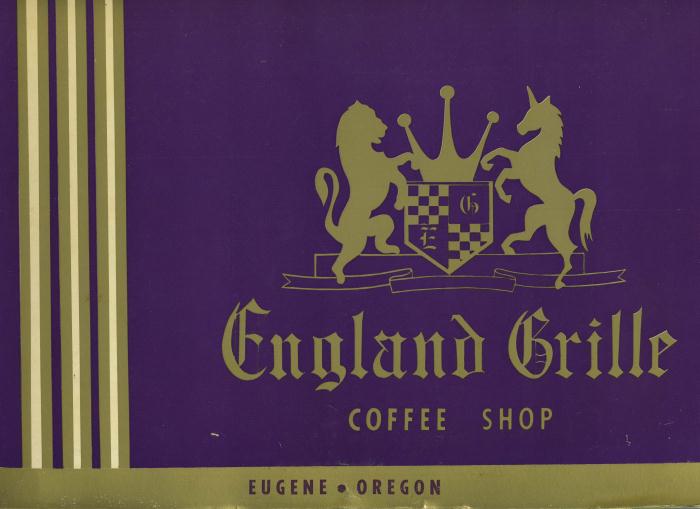 G
E
England Grille
COFFEE SHOP
EUGENE • OREGON